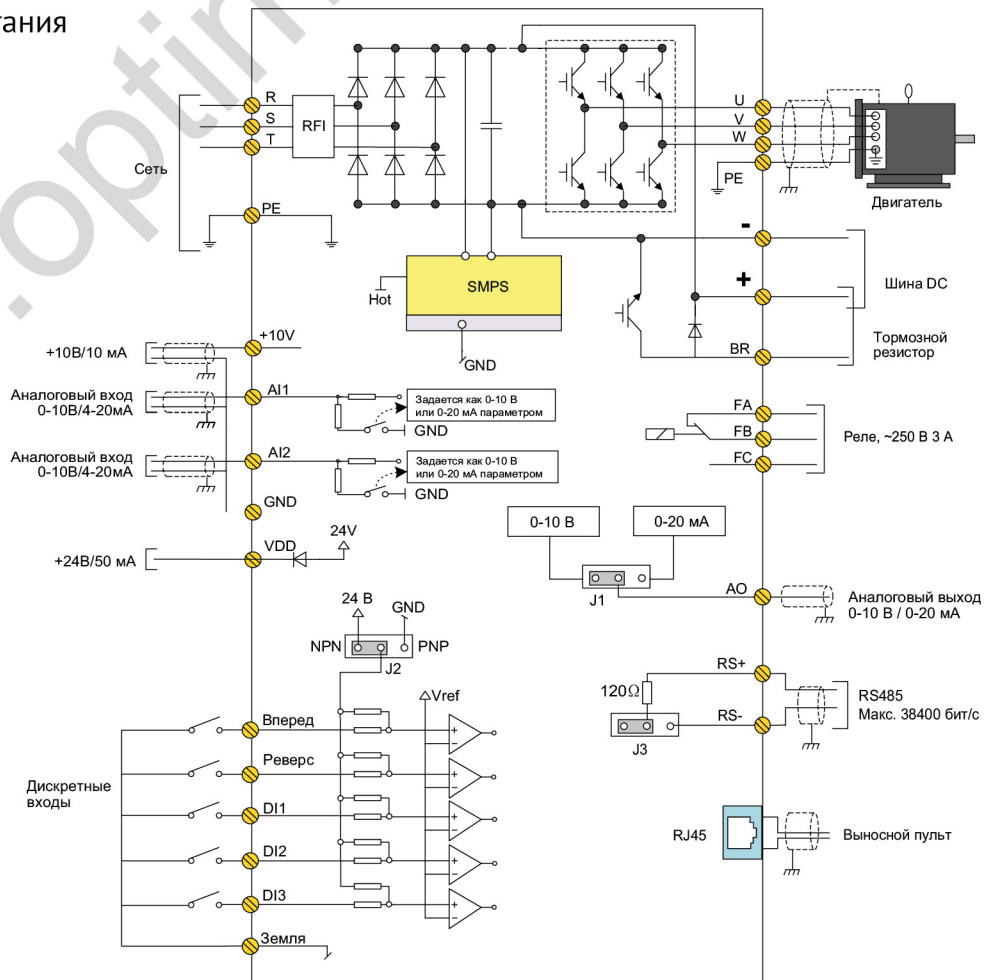 тания
.optim
R
S
T
RFI
Сеть
PE
U
V
W
PE
Двигатель
-
+
Шина DC
Hot
SMPS
GND
BR
Тормозной
резистор
+10В/10 мА
+10V
Аналоговый вход
0-10В/4-20мА
AI1
Задается как 0-10 В
или 0-20 мА параметром
GND
Аналоговый вход
0-10В/4-20мА
AI2
Задается как 0-10 В
или 0-20 мА параметром
GND
GND
FA
FB
FC
Реле, ~250 В 3 А
+24В/50 мА
VDD
24V
0-10 В
0-20 мА
J1
AO
Аналоговый выход
0-10 В / 0-20 мА
24 В
GND
NPN
PNP
J2
RS+
120Ω
RS-
J3
RS485
Макс. 38400 бит/с
Vref
Дискретные
входы
Вперед
+
−
Реверс
+
−
DI1
+
−
DI2
+
−
DI3
+
−
Земля
RJ45
Выносной пульт